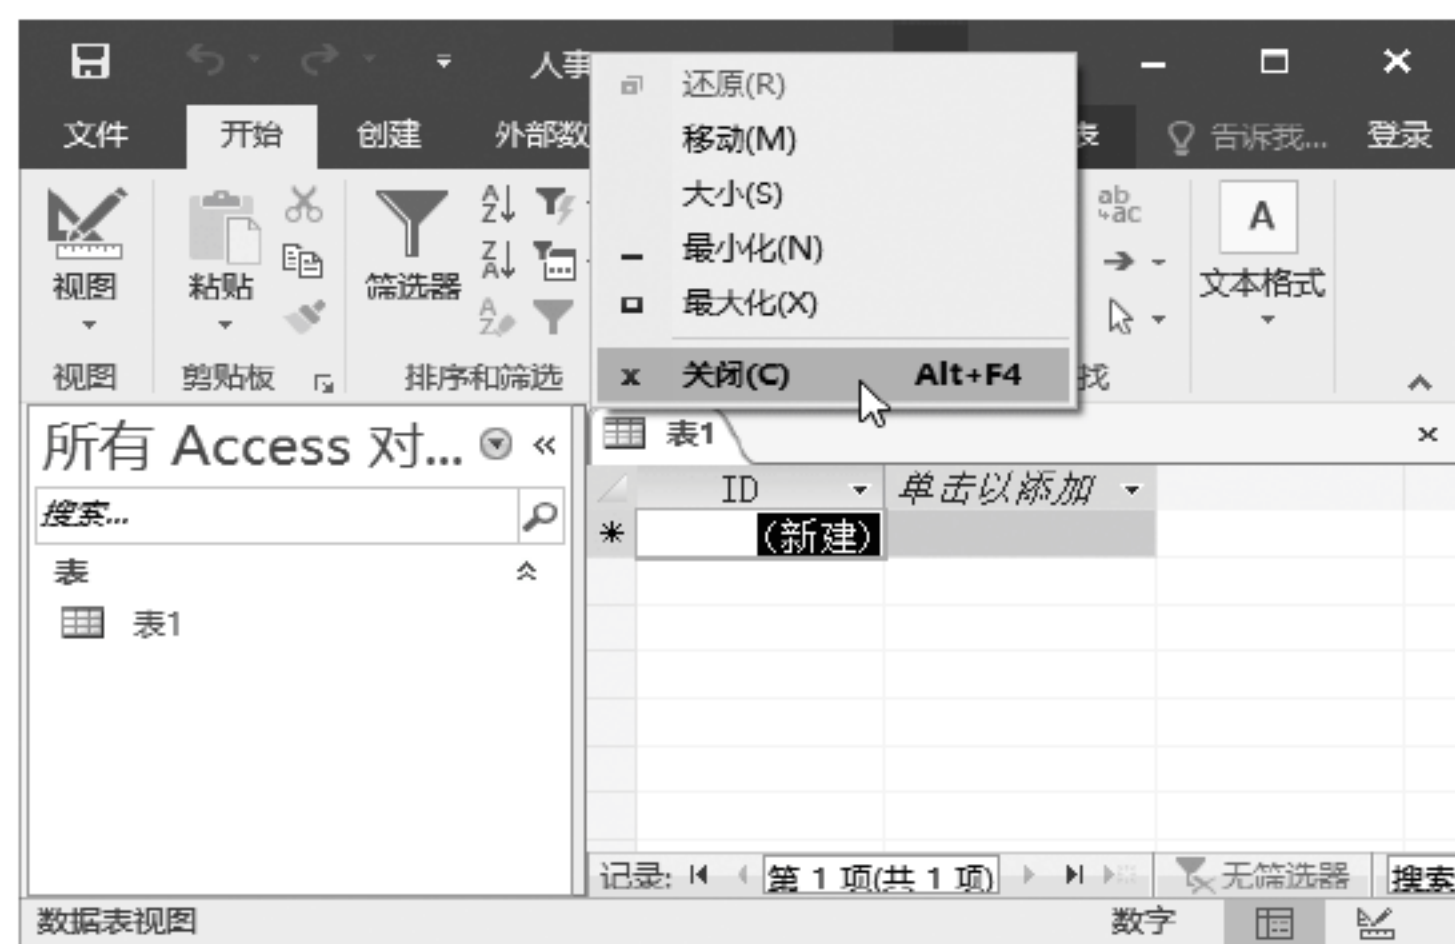 人事
文件 开始 创建 外部数 表 告诉我... 登录
还原(R)
移动(M)
大小(S)
最小化(N)
最大化(X)
关闭(C) Alt+F4
视图 粘贴 筛选器 文本格式
视图 剪贴板 排序和筛选 找
所有 Access 对... «
表1
搜索...
ID 单击以添加
(新建)
表
表1
记录: 第 1 项(共 1 项) 无筛选器 搜索
数据表视图 数字